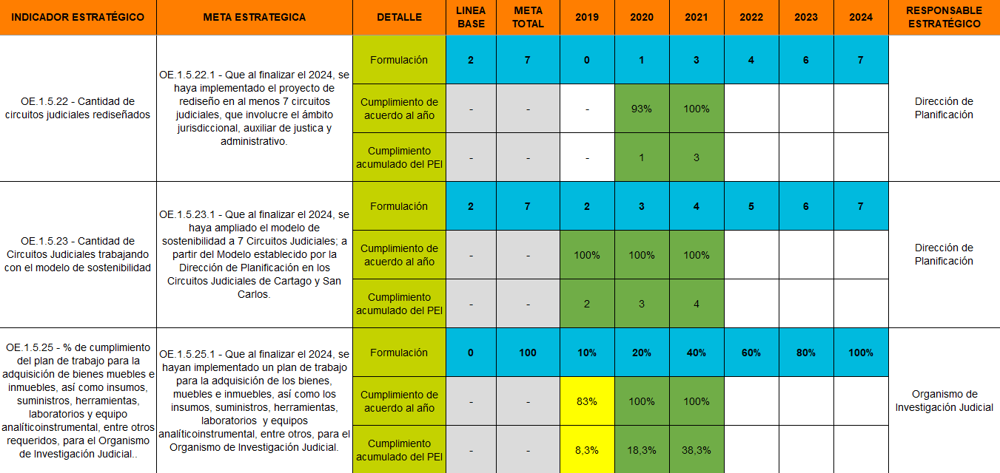 INDICADOR ESTRATÉGICO META ESTRATEGICA DETALLE LINEA BASE META TOTAL 2019 2020 2021 2022 2023 2024 RESPONSABLE ESTRATÉGICO
OE.1.5.22 - Cantidad de
circuitos judiciales rediseñados
OE.1.5.22.1 - Que al finalizar el 2024, se
haya implementado el proyecto de
rediseño en al menos 7 circuitos
judiciales, que involucre el ámbito
jurisdiccional, auxiliar de justica y
administrativo.
Formulación 2 7 0 1 3 4 6 7
Cumplimiento de
acuerdo al año - - - 93% 100%
Cumplimiento
acumulado del PEI - - - 1 3
Dirección de
Planificación
OE.1.5.23 - Cantidad de
Circuitos Judiciales trabajando
con el modelo de sostenibilidad
OE.1.5.23.1 - Que al finalizar el 2024, se
haya ampliado el modelo de
sostenibilidad a 7 Circuitos Judiciales; a
partir del Modelo establecido por la
Dirección de Planificación en los
Circuitos Judiciales de Cartago y San
Carlos.
Formulación 2 7 2 3 4 5 6 7
Cumplimiento de
acuerdo al año - - 100% 100% 100%
Cumplimiento
acumulado del PEI - - 2 3 4
Dirección de
Planificación
OE.1.5.25 - % de cumplimiento
del plan de trabajo para la
adquisición de bienes muebles e
inmuebles, así como insumos,
suministros, herramientas,
laboratorios y equipo
analíticoinstrumental, entre otros
requeridos, para el Organismo
de Investigación Judicial..
OE.1.5.25.1 - Que al finalizar el 2024, se
hayan implementado un plan de trabajo
para la adquisición de los bienes,
muebles e inmuebles, así como los
insumos, suministros, herramientas,
laboratorios y equipos
analíticoinstrumental, entre otros, para el
Organismo de Investigación Judicial.
Formulación 0 100 10% 20% 40% 60% 80% 100%
Cumplimiento de
acuerdo al año - - 83% 100% 100%
Cumplimiento
acumulado del PEI - - 8,3% 18,3% 38,3%
Organismo de
Investigación Judicial